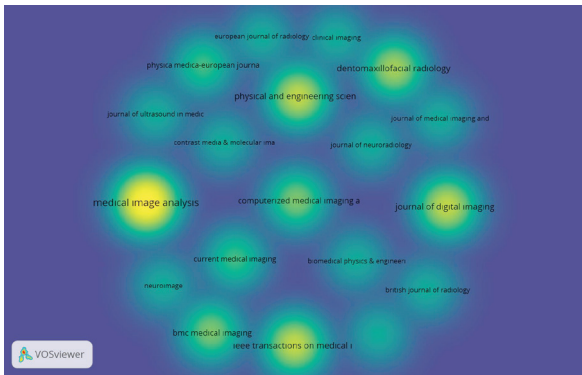 european journal of radiology
clinical imaging
physica medica-european journa
dentomaxillofacial radiology
physical and engineering scien
journal of ultrasound in medic
journal of medical imaging and
contrast media & molecular ima
journal of neuroradiology
medical image analysis
computerized medical imaging a
journal of digital imaging
current medical imaging
biomedical physics & engineeri
neuroimage
british journal of radiology
bmc medical imaging
ieee transactions on medical i
VOSviewer